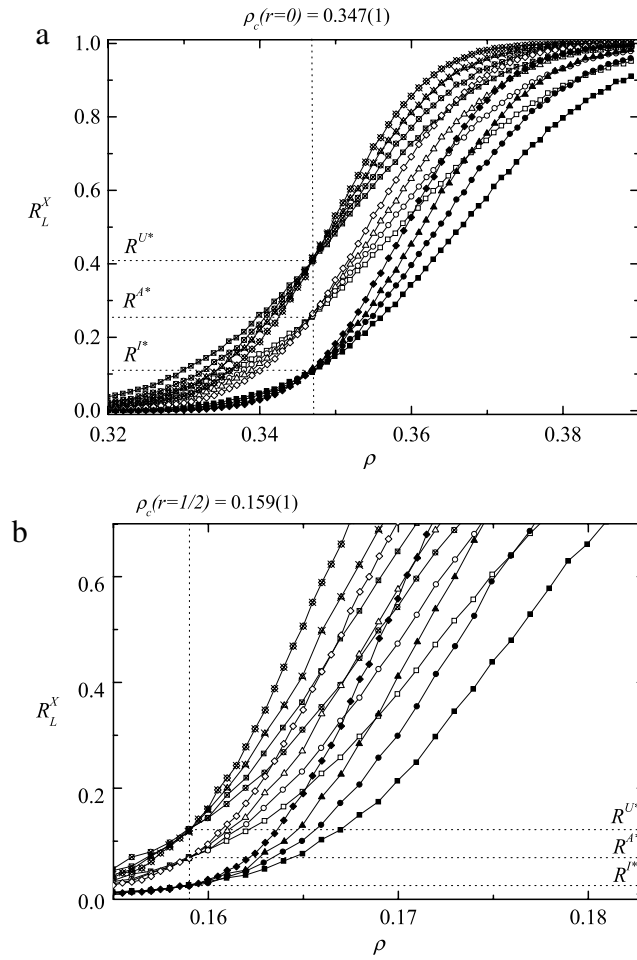 ρc(r=0) = 0.347(1)
a
1.0
0.8
0.6
0.4
0.2
0.0
R_L^X
R^U*
R^A*
R^I*
0.32 0.34 0.36 0.38
ρ
ρc(r=1/2) = 0.159(1)
b
0.6
0.4
0.2
0.0
R_L^X
R^U*
R^A*
R^I*
0.16 0.17 0.18
ρ